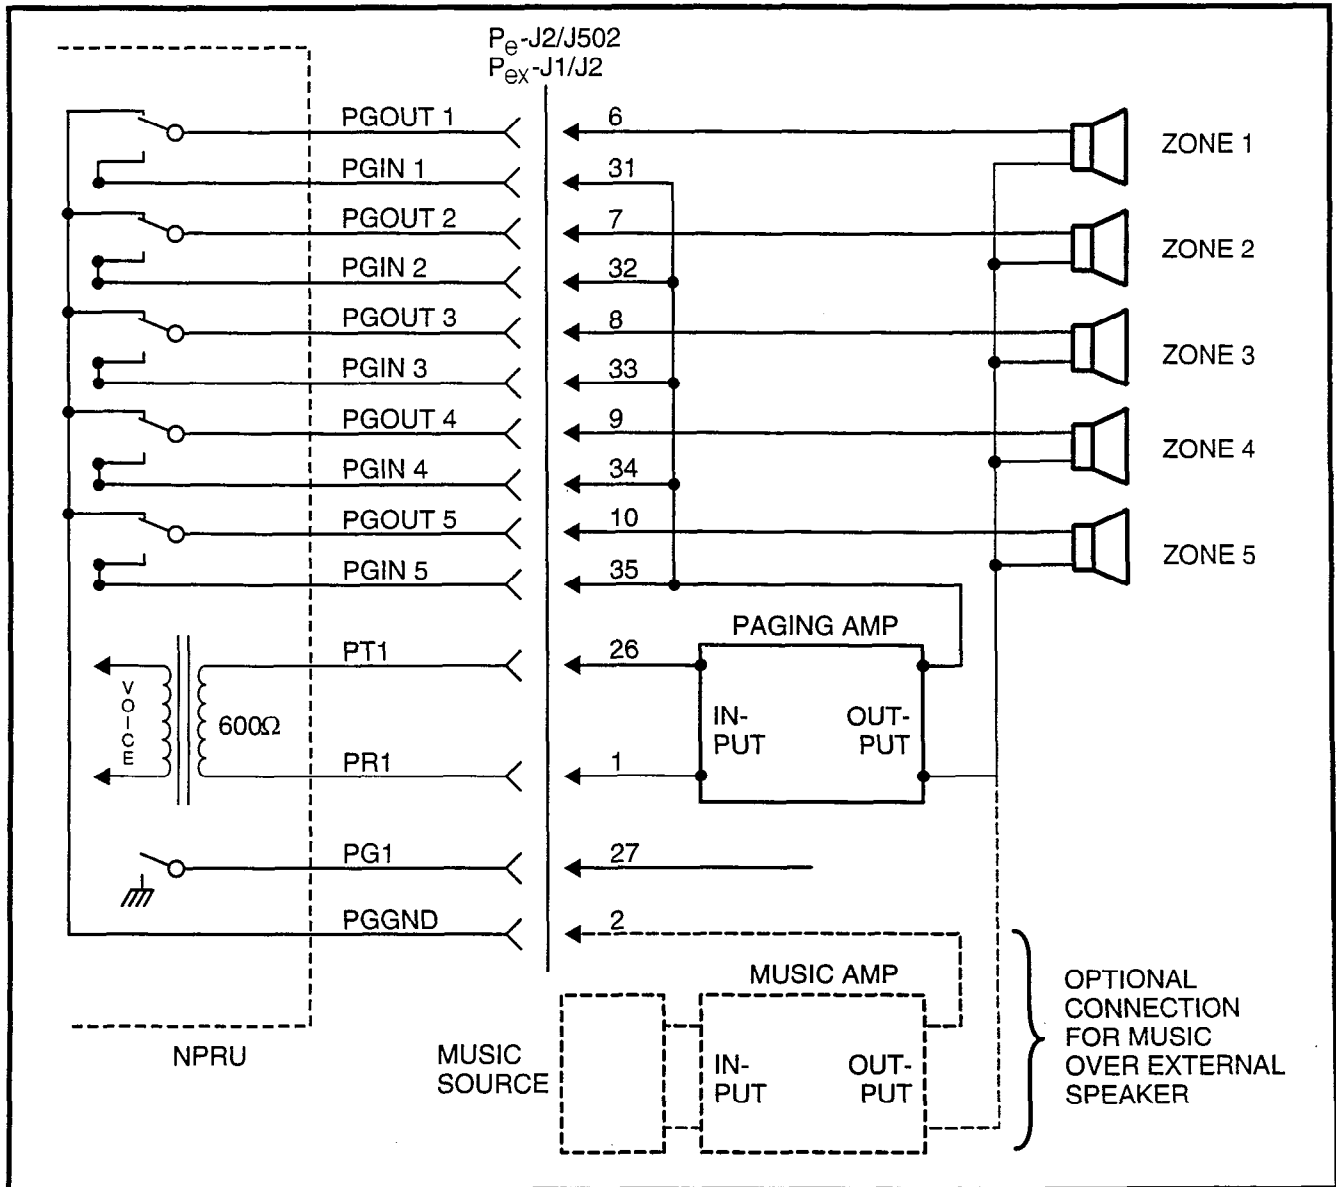 Pe-J2/J502
Pex-J1/J2
PGOUT 1 6 ZONE 1
PGIN 1 31
PGOUT 2 7 ZONE 2
PGIN 2 32
PGOUT 3 8 ZONE 3
PGIN 3 33
PGOUT 4 9 ZONE 4
PGIN 4 34
PGOUT 5 10 ZONE 5
PGIN 5 35
PAGING AMP
PT1 26
VOICE
600Ω
IN-
PUT
OUT-
PUT
PR1 1
PG1 27
PGGND 2
MUSIC AMP
NPRU
MUSIC
SOURCE
IN-
PUT
OUT-
PUT
OPTIONAL
CONNECTION
FOR MUSIC
OVER EXTERNAL
SPEAKER